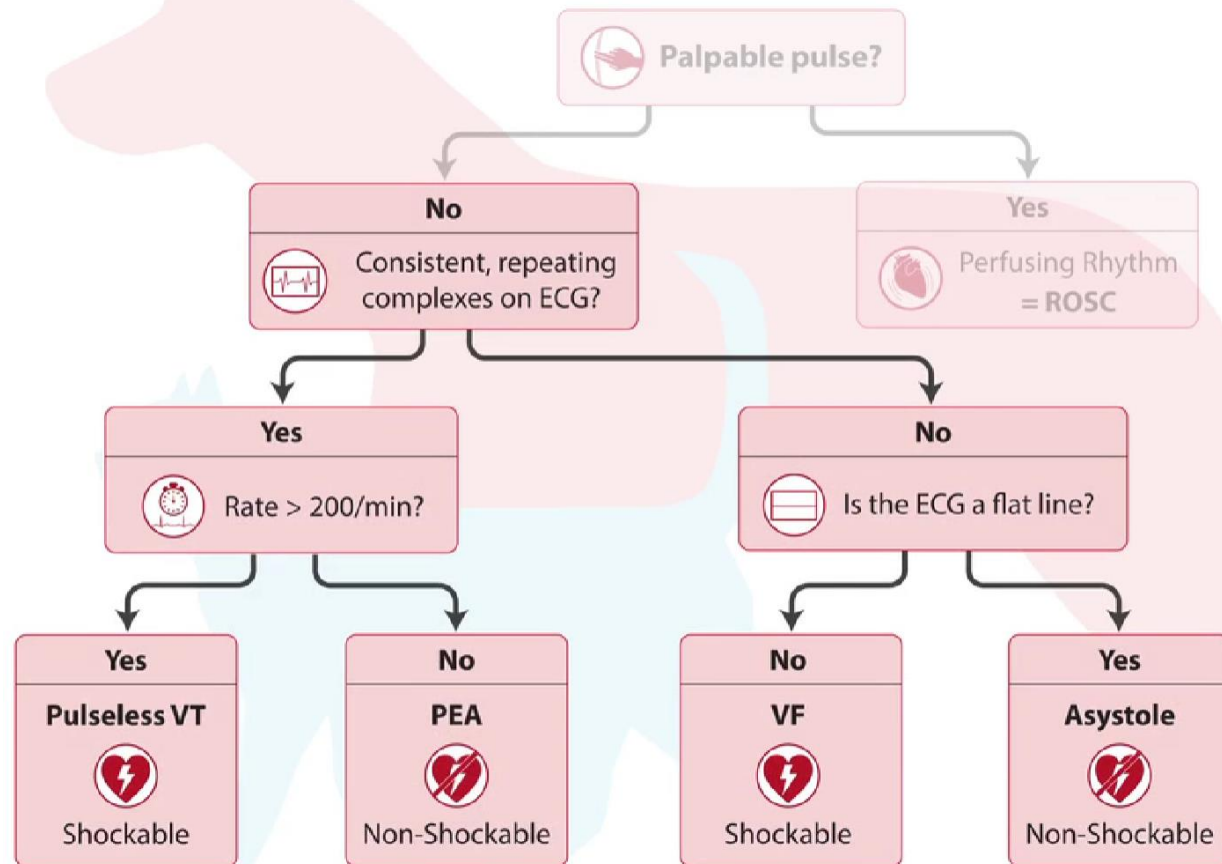 Palpable pulse?
No
Consistent, repeating
complexes on ECG?
Yes
Perfusing Rhythm
= ROSC
Yes
Rate > 200/min?
No
Is the ECG a flat line?
Yes
Pulseless VT
Shockable
No
PEA
Non-Shockable
No
VF
Shockable
Yes
Asystole
Non-Shockable